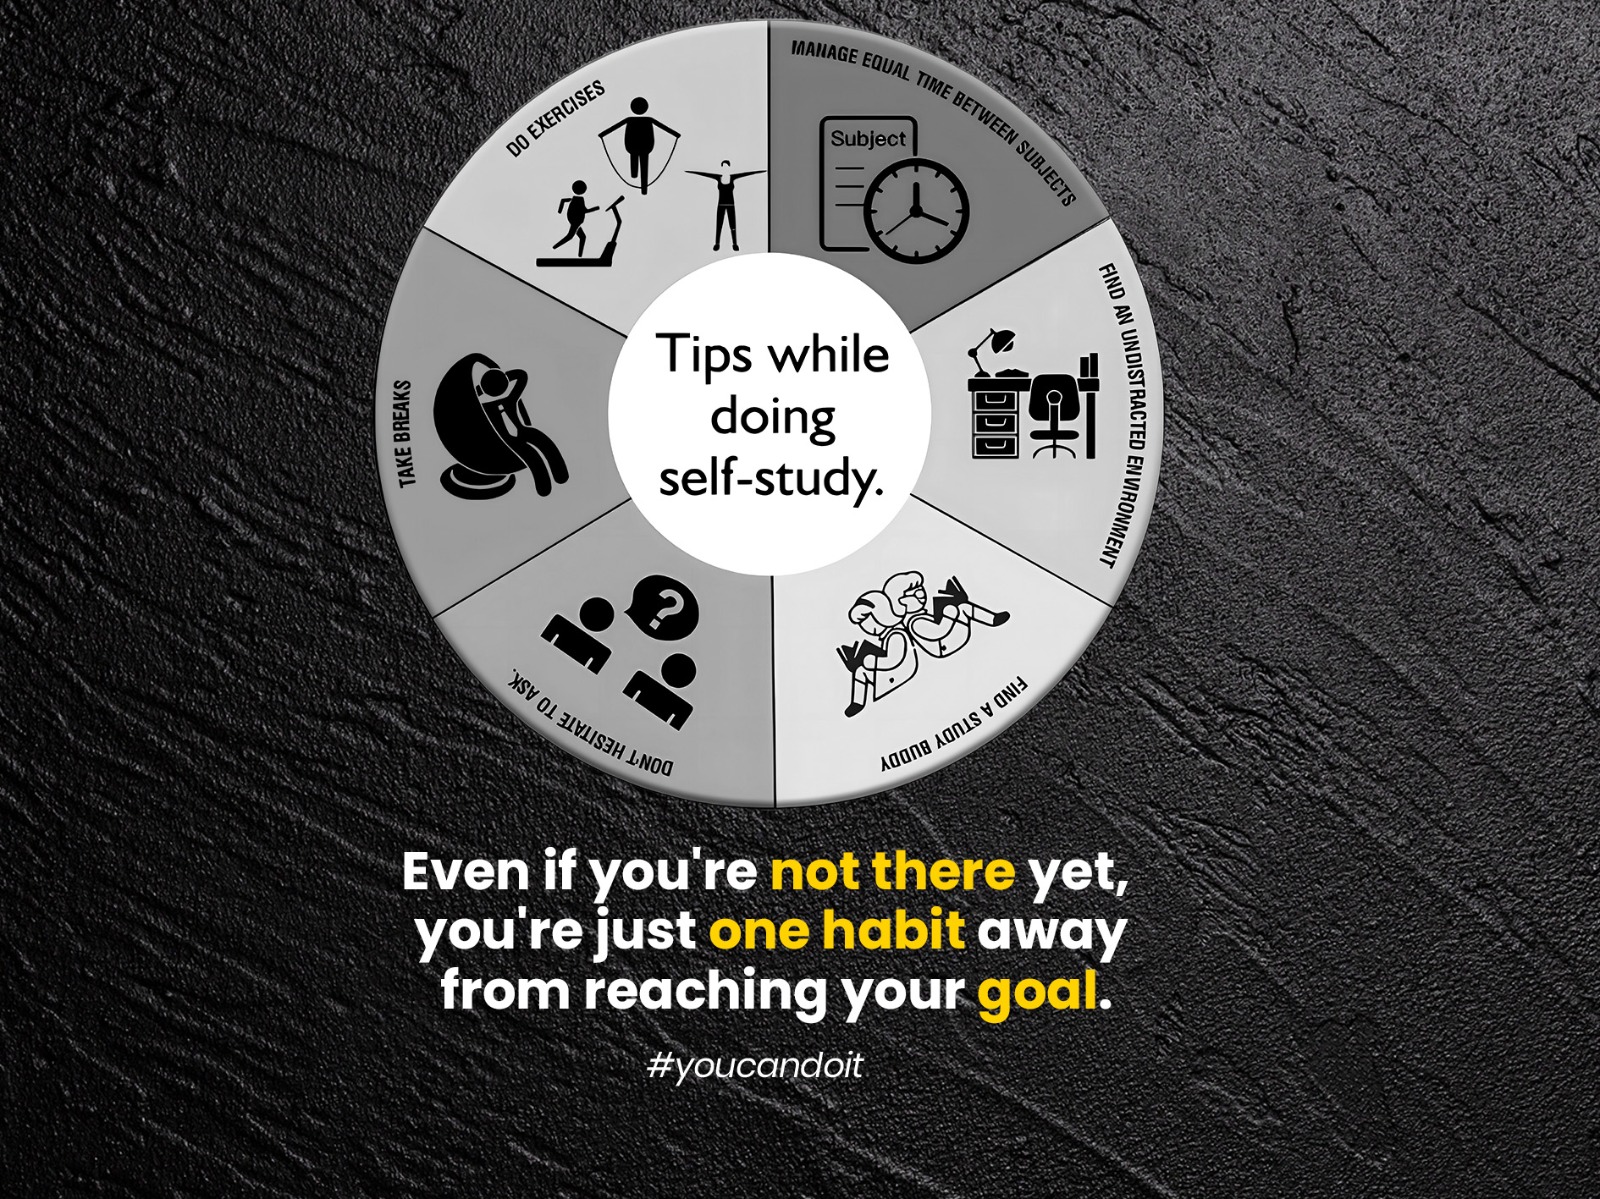 Tips while
doing
self-study.
MANAGE EQUAL TIME BETWEEN SUBJECTS
Subject
FIND AN UNDISTRACTED ENVIRONMENT
FIND A STUDY BUDDY
DON'T HESITATE TO ASK.
?
TAKE BREAKS
DO EXERCISES
Even if you're not there yet,
you're just one habit away
from reaching your goal.
#youcandoit